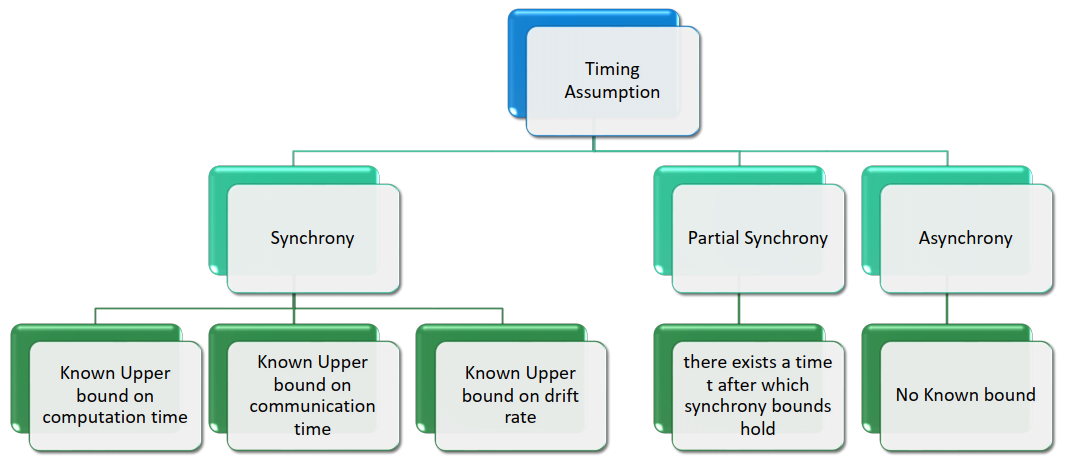 Timing
Assumption
Synchrony
Partial Synchrony
Asynchrony
Known Upper
bound on
computation time
Known Upper
bound on
communication
time
Known Upper
bound on drift
rate
there exists a time
t after which
synchrony bounds
hold
No Known bound